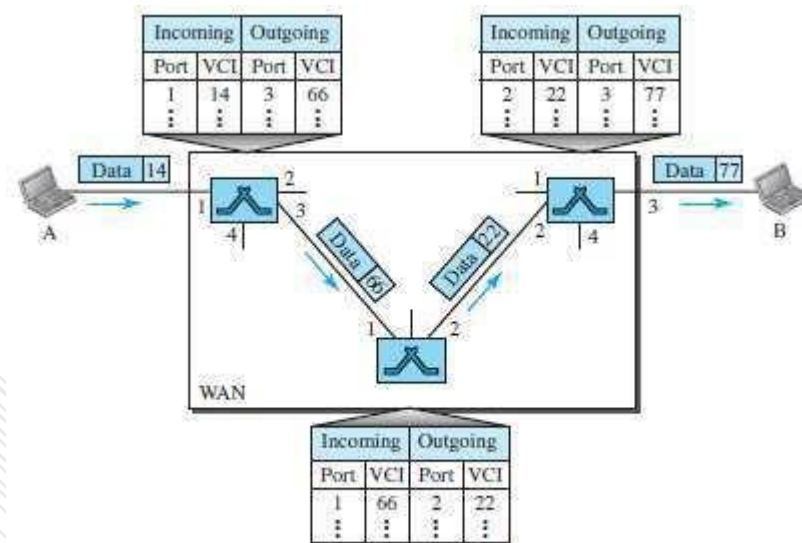 Incoming Outgoing
Port VCI Port VCI
1 14 3 66
Incoming Outgoing
Port VCI Port VCI
2 22 3 77
Data 14
A
1
2
3
4
Data 66
Data 22
1
2
1
2
3
4
Data 77
B
WAN
Incoming Outgoing
Port VCI Port VCI
1 66 2 22